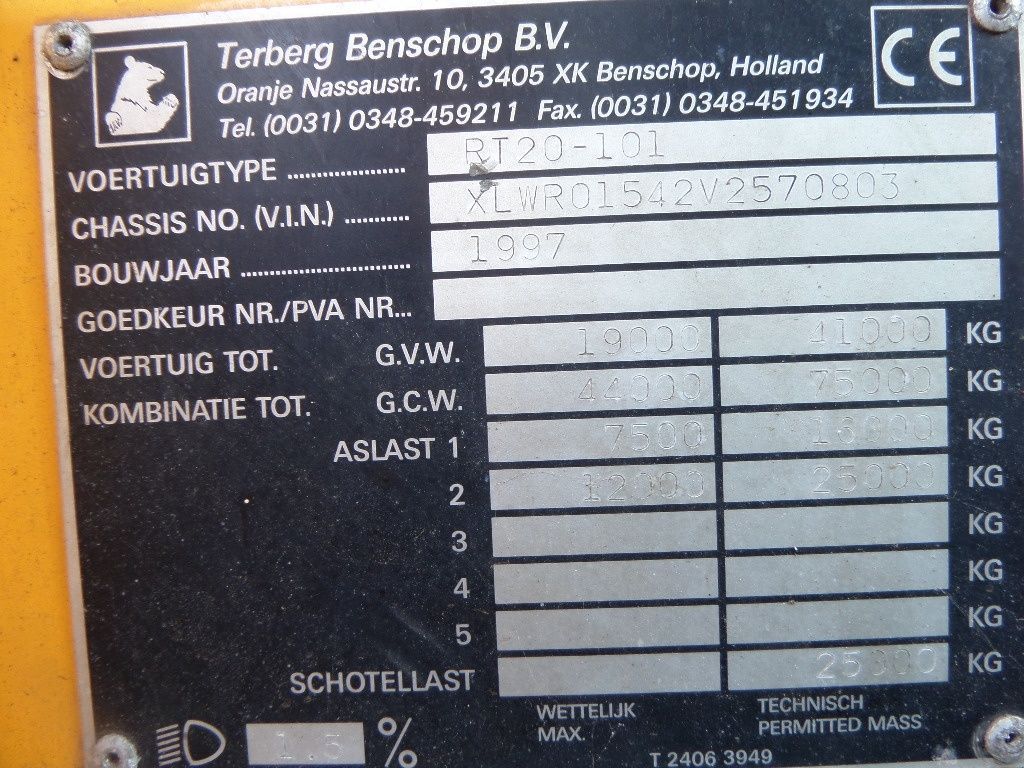 Terberg Benschop B.V.
Oranje Nassaustr. 10, 3405 XK Benschop, Holland
Tel. (0031) 0348-459211 Fax. (0031) 0348-451934
CE
VOERTUIGTYPE .................... RT20-101
CHASSIS NO. (V.I.N.) ........... XLWR01542V2570803
BOUWJAAR ............................. 1997
GOEDKEUR NR./PVA NR...
VOERTUIG TOT. G.V.W. 19000 41000 KG
KOMBINATIE TOT. G.C.W. 44000 75000 KG
ASLAST 1 7500 16000 KG
2 12000 25000 KG
3 KG
4 KG
5 KG
SCHOTELLAST 25000 KG
WETTELIJK MAX. TECHNISCH PERMITTED MASS
1.5 %
T 2406 3949